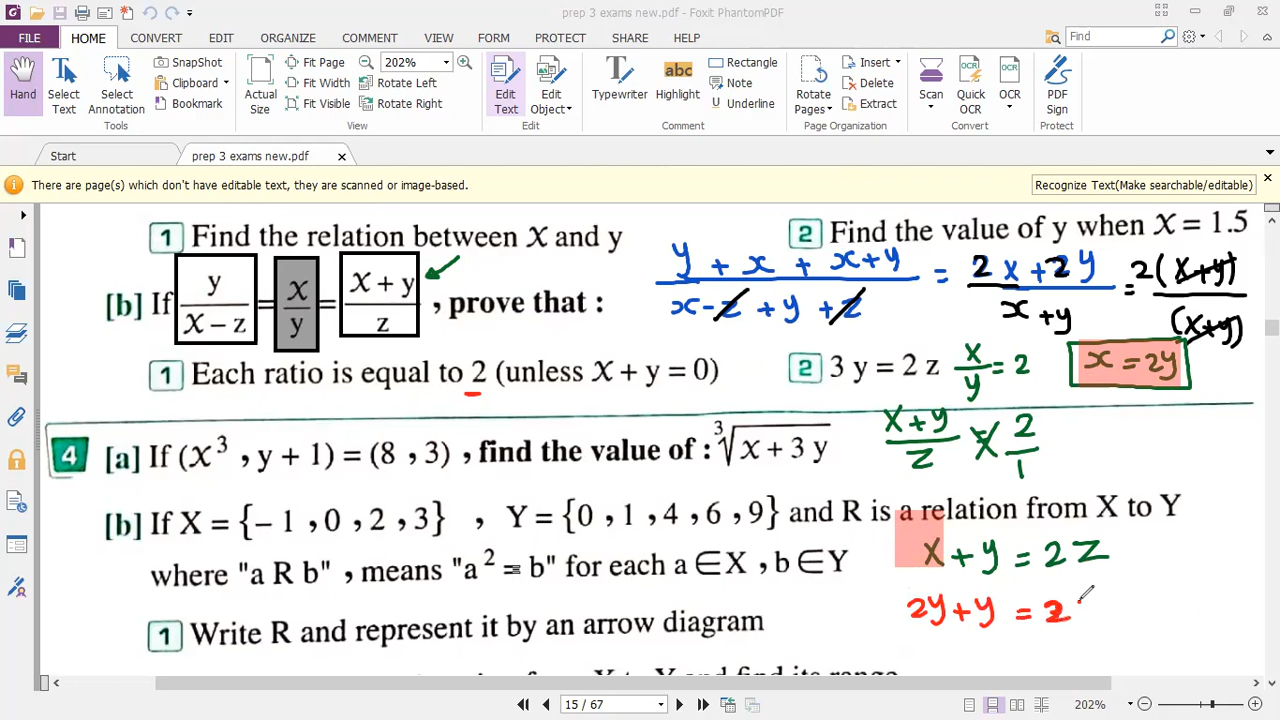 prep 3 exams new.pdf - Foxit PhantomPDF
FILE HOME CONVERT EDIT ORGANIZE COMMENT VIEW FORM PROTECT SHARE HELP Find
Hand
Select Text
Select Annotation
SnapShot
Clipboard
Bookmark
Tools
Actual Size
Fit Page
Fit Width
Fit Visible
202%
Rotate Left
Rotate Right
View
Edit Text
Edit Object
Edit
Typewriter
Highlight
Rectangle
Note
Underline
Comment
Rotate Pages
Insert
Delete
Extract
Page Organization
Scan
Quick OCR
OCR
Convert
PDF Sign
Protect
Start prep 3 exams new.pdf
There are page(s) which don't have editable text, they are scanned or image-based. Recognize Text(Make searchable/editable)
1 Find the relation between X and y 2 Find the value of y when X = 1.5
[b] If y/(X – z) = X/y = (X + y)/z , prove that :
(y + x + x+y)/(x-z + y + z) = (2x+2y)/(x+y) = 2(x+y)/(x+y)
1 Each ratio is equal to 2 (unless X + y = 0) 2 3 y = 2 z
x/y = 2 x = 2y
(x+y)/z = 2/1
4 [a] If (X³ , y + 1) = (8 , 3) , find the value of : ∛(X + 3 y)
[b] If X = {– 1 , 0 , 2 , 3} , Y = {0 , 1 , 4 , 6 , 9} and R is a relation from X to Y
where "a R b" , means "a² = b" for each a ∈ X , b ∈ Y
x + y = 2z
2y + y = 2
1 Write R and represent it by an arrow diagram
15 / 67 202%